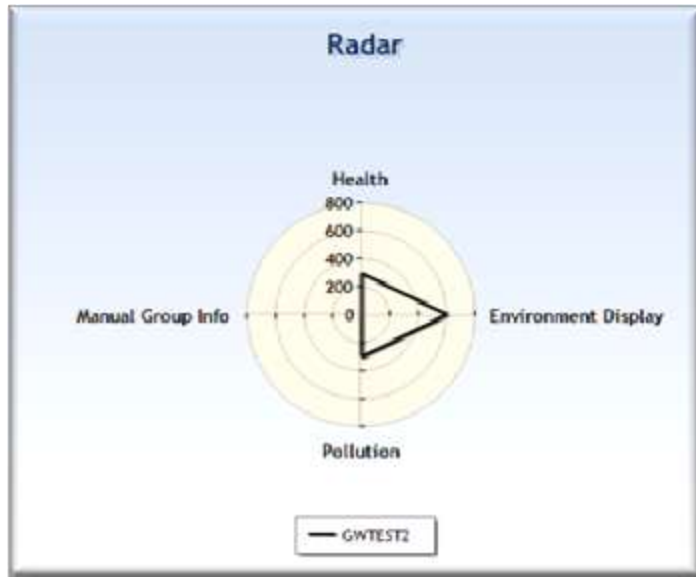 Radar
Health
800
600
400
200
0
Manual Group Info
Environment Display
Pollution
GWTEST2